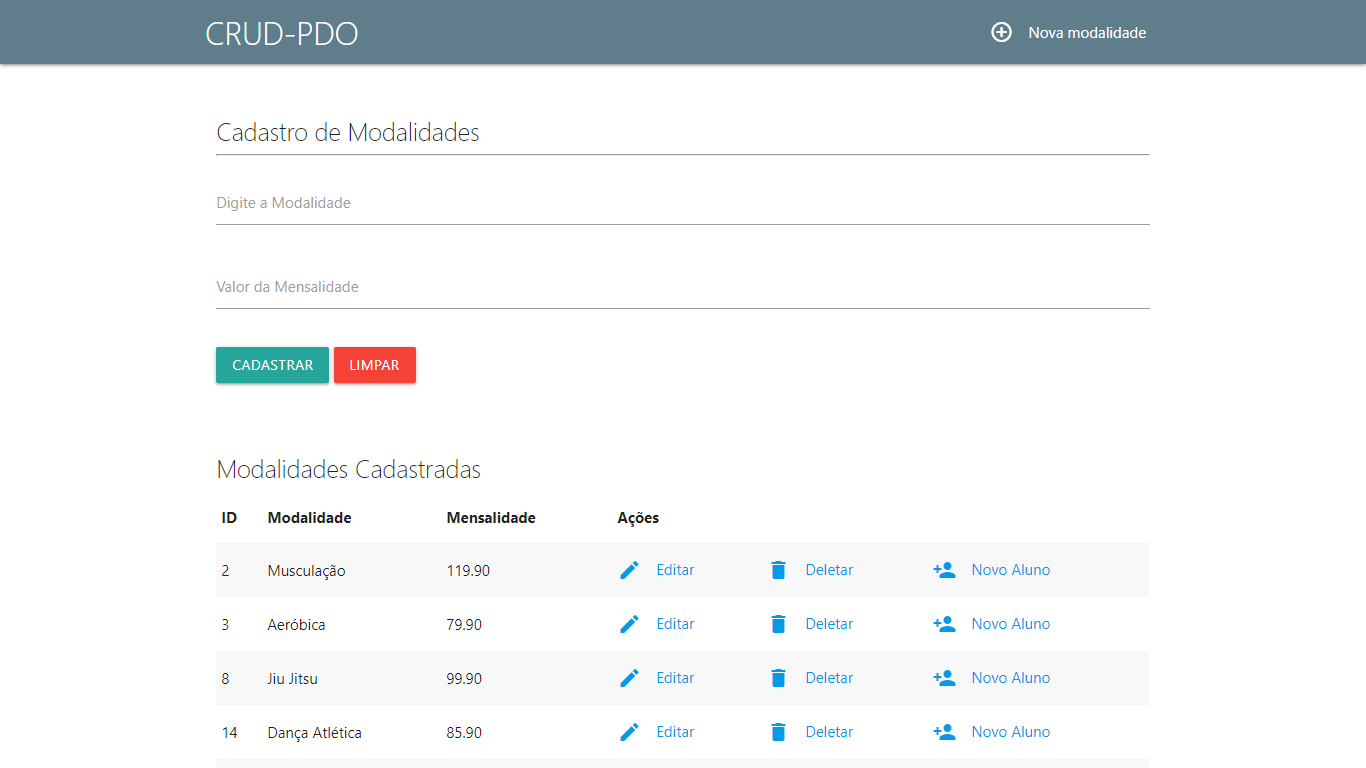 CRUD-PDO Nova modalidade
Cadastro de Modalidades
Digite a Modalidade
Valor da Mensalidade
CADASTRAR LIMPAR
Modalidades Cadastradas
ID Modalidade Mensalidade Ações
2 Musculação 119.90 Editar Deletar Novo Aluno
3 Aeróbica 79.90 Editar Deletar Novo Aluno
8 Jiu Jitsu 99.90 Editar Deletar Novo Aluno
14 Dança Atlética 85.90 Editar Deletar Novo Aluno